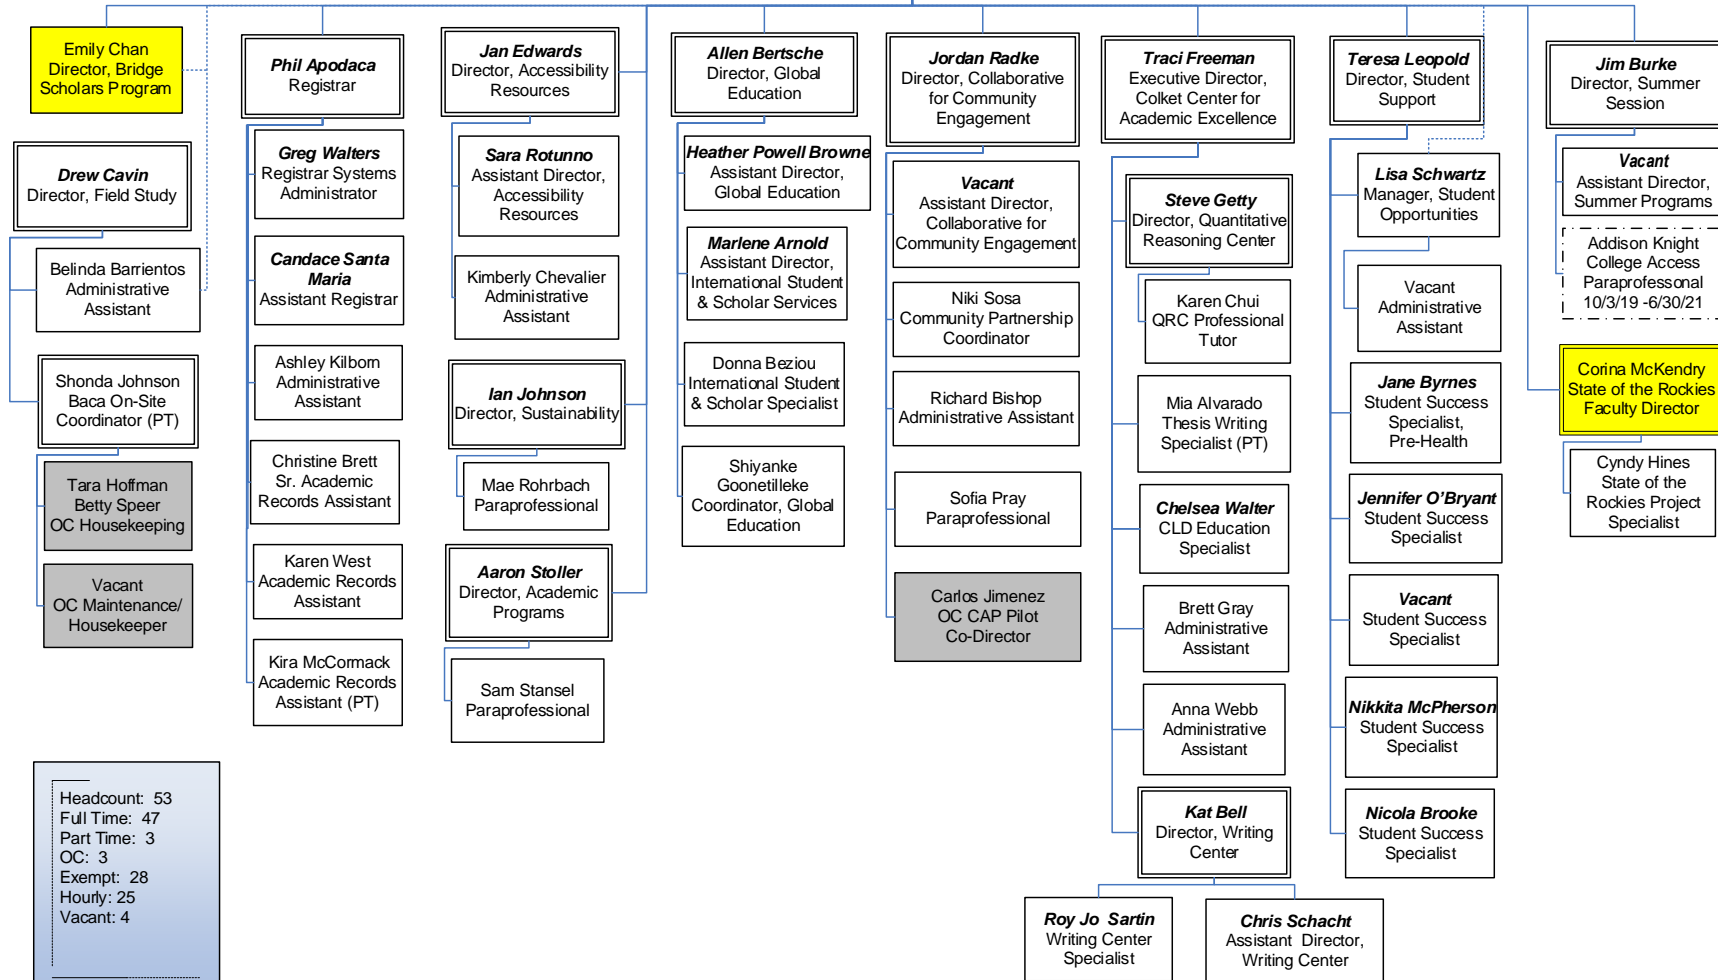 Emily Chan
Director, Bridge
Scholars Program
Drew Cavin
Director, Field Study
Belinda Barrientos
Administrative
Assistant
Shonda Johnson
Baca On-Site
Coordinator (PT)
Tara Hoffman
Betty Speer
OC Housekeeping
Vacant
OC Maintenance/
Housekeeper
Phil Apodaca
Registrar
Greg Walters
Registrar Systems
Administrator
Candace Santa
Maria
Assistant Registrar
Ashley Kilborn
Administrative
Assistant
Christine Brett
Sr. Academic
Records Assistant
Karen West
Academic Records
Assistant
Kira McCormack
Academic Records
Assistant (PT)
Jan Edwards
Director, Accessibility
Resources
Sara Rotunno
Assistant Director,
Accessibility
Resources
Kimberly Chevalier
Administrative
Assistant
Ian Johnson
Director, Sustainability
Mae Rohrbach
Paraprofessional
Aaron Stoller
Director, Academic
Programs
Sam Stansel
Paraprofessional
Allen Bertsche
Director, Global
Education
Heather Powell Browne
Assistant Director,
Global Education
Marlene Arnold
Assistant Director,
International Student
& Scholar Services
Donna Beziou
International Student
& Scholar Specialist
Shiyanke
Goonetilleke
Coordinator, Global
Education
Jordan Radke
Director, Collaborative
for Community
Engagement
Vacant
Assistant Director,
Collaborative for
Community Engagement
Niki Sosa
Community Partnership
Coordinator
Richard Bishop
Administrative Assistant
Sofia Pray
Paraprofessional
Carlos Jimenez
OC CAP Pilot
Co-Director
Traci Freeman
Executive Director,
Colket Center for
Academic Excellence
Steve Getty
Director, Quantitative
Reasoning Center
Karen Chui
QRC Professional
Tutor
Mia Alvarado
Thesis Writing
Specialist (PT)
Chelsea Walter
CLD Education
Specialist
Brett Gray
Administrative
Assistant
Anna Webb
Administrative
Assistant
Kat Bell
Director, Writing
Center
Roy Jo Sartin
Writing Center
Specialist
Chris Schacht
Assistant Director,
Writing Center
Teresa Leopold
Director, Student
Support
Lisa Schwartz
Manager, Student
Opportunities
Vacant
Administrative
Assistant
Jane Byrnes
Student Success
Specialist,
Pre-Health
Jennifer O'Bryant
Student Success
Specialist
Vacant
Student Success
Specialist
Nikkita McPherson
Student Success
Specialist
Nicola Brooke
Student Success
Specialist
Jim Burke
Director, Summer
Session
Vacant
Assistant Director,
Summer Programs
Addison Knight
College Access
Paraprofessonal
10/3/19 -6/30/21
Corina McKendry
State of the Rockies
Faculty Director
Cyndy Hines
State of the
Rockies Project
Specialist
Headcount: 53
Full Time: 47
Part Time: 3
OC: 3
Exempt: 28
Hourly: 25
Vacant: 4